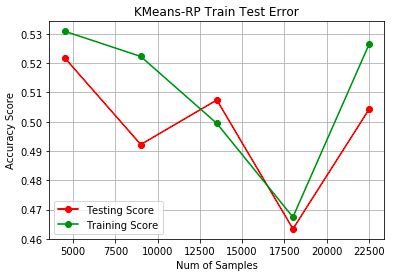 KMeans-RP Train Test Error
Accuracy Score
0.53
0.52
0.51
0.50
0.49
0.48
0.47
0.46
Testing Score
Training Score
5000 7500 10000 12500 15000 17500 20000 22500
Num of Samples